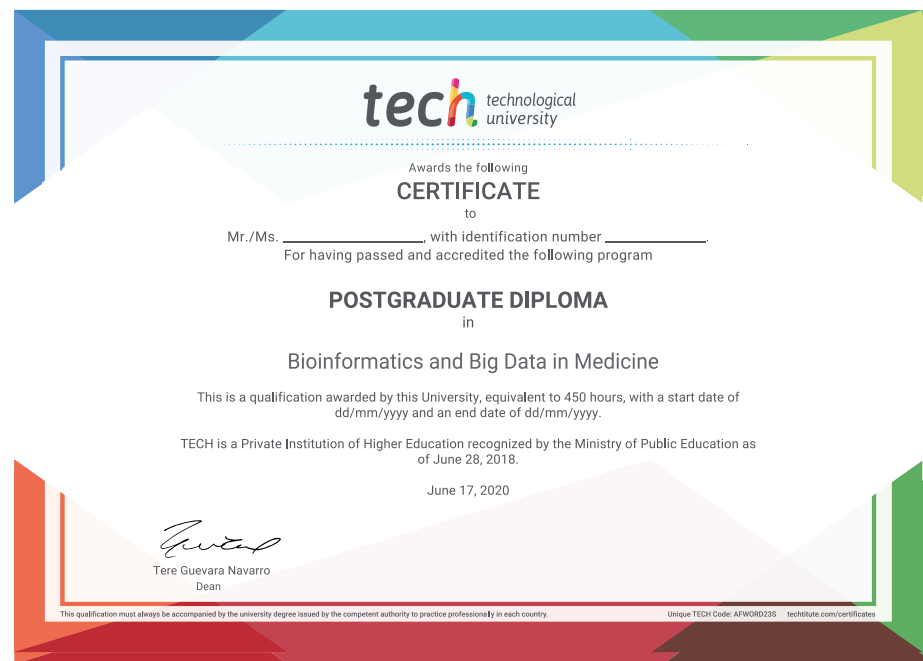 tech technological
university
Awards the following
CERTIFICATE
to
Mr./Ms. ____________, with identification number ____________.
For having passed and accredited the following program
POSTGRADUATE DIPLOMA
in
Bioinformatics and Big Data in Medicine
This is a qualification awarded by this University, equivalent to 450 hours, with a start date of
dd/mm/yyyy and an end date of dd/mm/yyyy.
TECH is a Private Institution of Higher Education recognized by the Ministry of Public Education as
of June 28, 2018.
June 17, 2020
Tere Guevara Navarro
Dean
This qualification must always be accompanied by the university degree issued by the competent authority to practice professionally in each country. Unique TECH Code: AFWORD23S techtitute.com/certificates